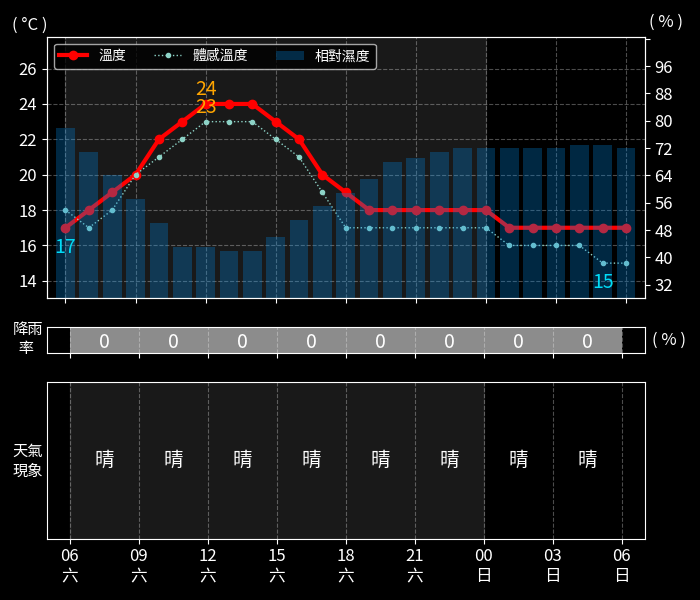 ( °C )
( % )
溫度 體感溫度 相對濕度
26
24
22
20
18
16
14
96
88
80
72
64
56
48
40
32
24
23
17
15
降雨
率
0 0 0 0 0 0 0 0
( % )
天氣
現象
晴 晴 晴 晴 晴 晴 晴 晴
06 09 12 15 18 21 00 03 06
六 六 六 六 六 六 日 日 日